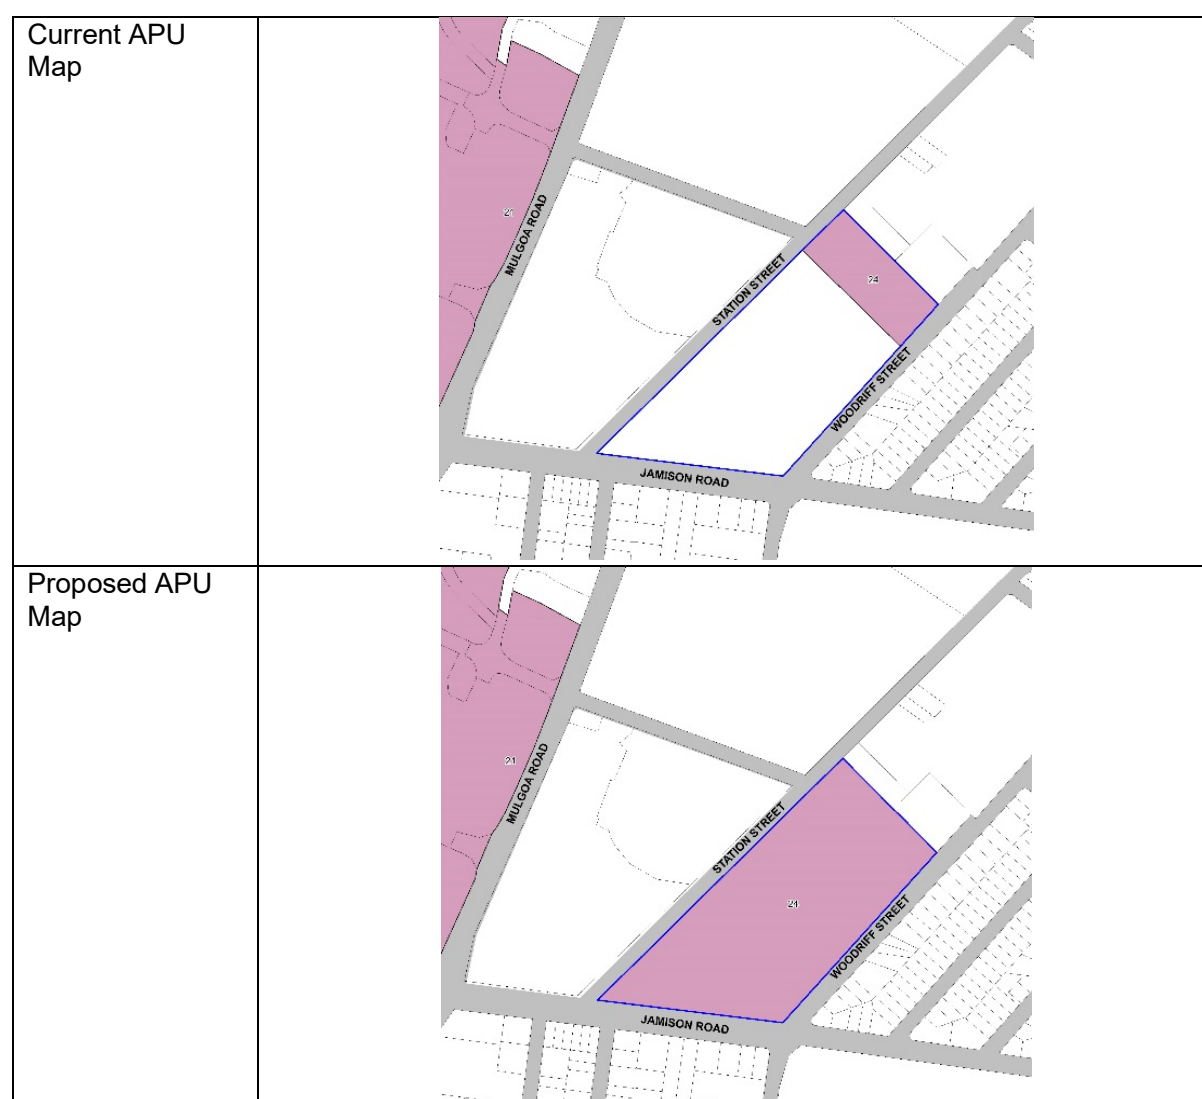 Current APU
Map
21
MULGOA ROAD
STATION STREET
24
WOODRIFF STREET
JAMISON ROAD
Proposed APU
Map
21
MULGOA ROAD
STATION STREET
24
WOODRIFF STREET
JAMISON ROAD